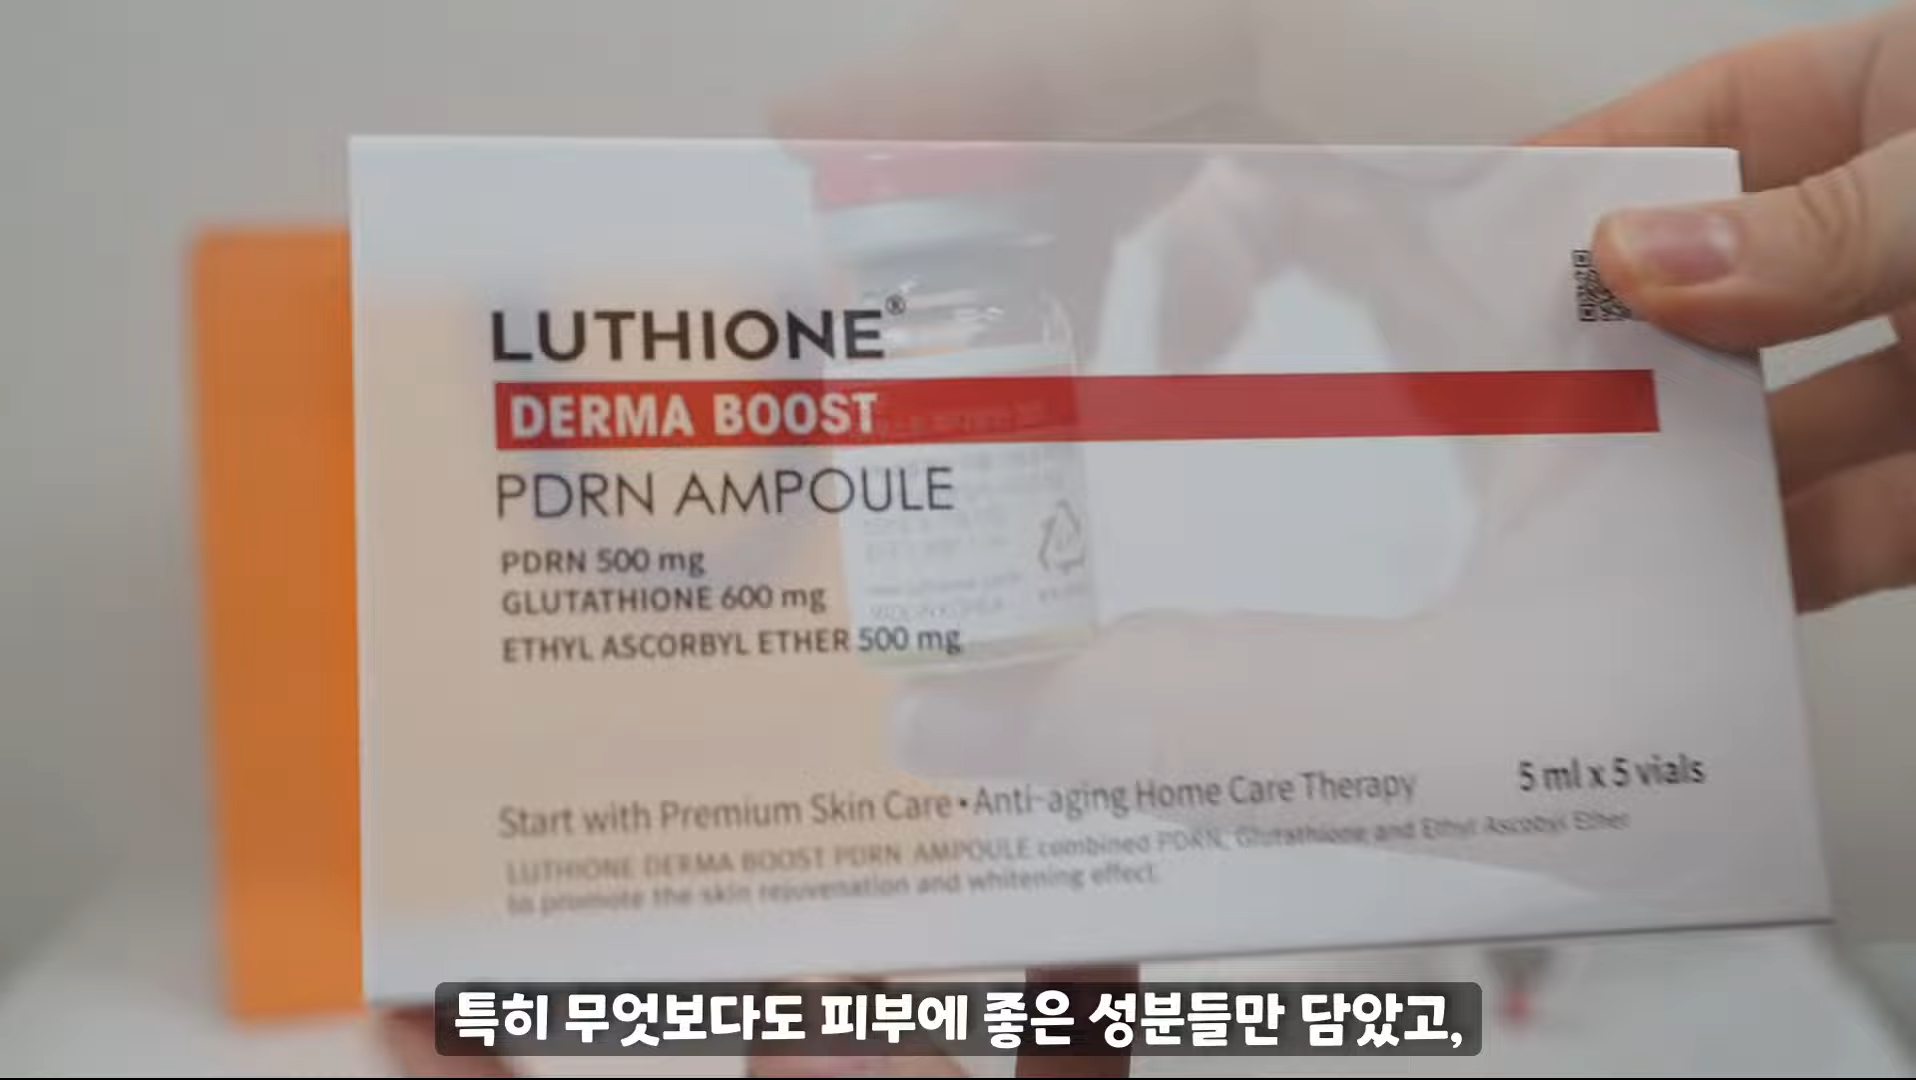 LUTHIONE®
DERMA BOOST
PDRN AMPOULE
PDRN 500 mg
GLUTATHIONE 600 mg
ETHYL ASCORBYL ETHER 500 mg
Start with Premium Skin Care • Anti-aging Home Care Therapy
5 ml x 5 vials
LUTHIONE DERMA BOOST PDRN AMPOULE combined PDRN, Glutathione and Ethyl Ascobyl Ether
to promote the skin rejuvenation and whitening effect
특히 무엇보다도 피부에 좋은 성분들만 담았고,